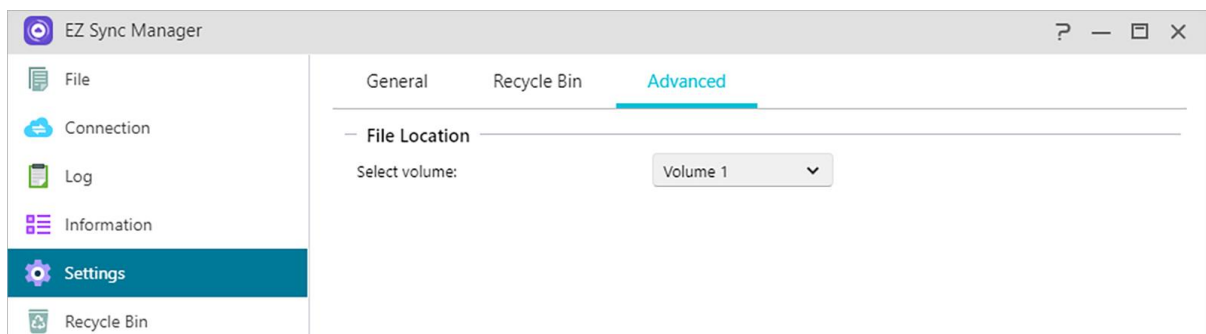 EZ Sync Manager
File
Connection
Log
Information
Settings
Recycle Bin
General Recycle Bin Advanced
File Location
Select volume: Volume 1